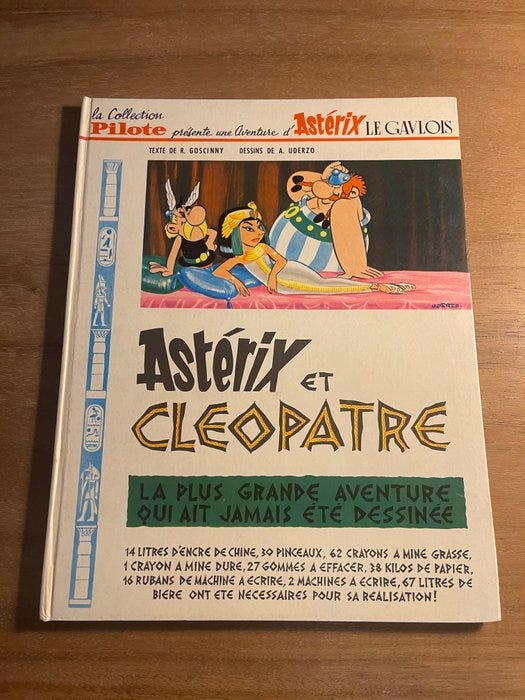 la Collection
Pilote présente une Aventure d'Astérix LE GAVLOIS
TEXTE DE R. GOSCINNY DESSINS DE A. UDERZO
UDERZO
Astérix ET
CLEOPATRE
LA PLUS GRANDE AVENTURE
QUI AIT JAMAIS ÉTÉ DESSINÉE
14 LITRES D'ENCRE DE CHINE, 30 PINCEAUX, 62 CRAYONS A MINE GRASSE,
1 CRAYON A MINE DURE, 27 GOMMES A EFFACER, 38 KILOS DE PAPIER,
16 RUBANS DE MACHINE A ECRIRE, 2 MACHINES A ECRIRE, 67 LITRES DE
BIERE ONT ETE NECESSAIRES POUR SA REALISATION!